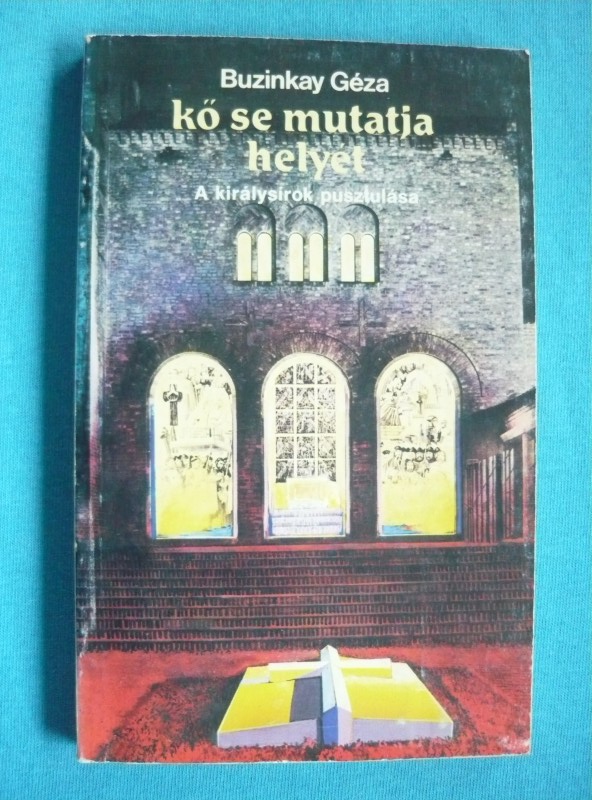 Buzinkay Géza
kő se mutatja
helyet
A királysírok pusztulása